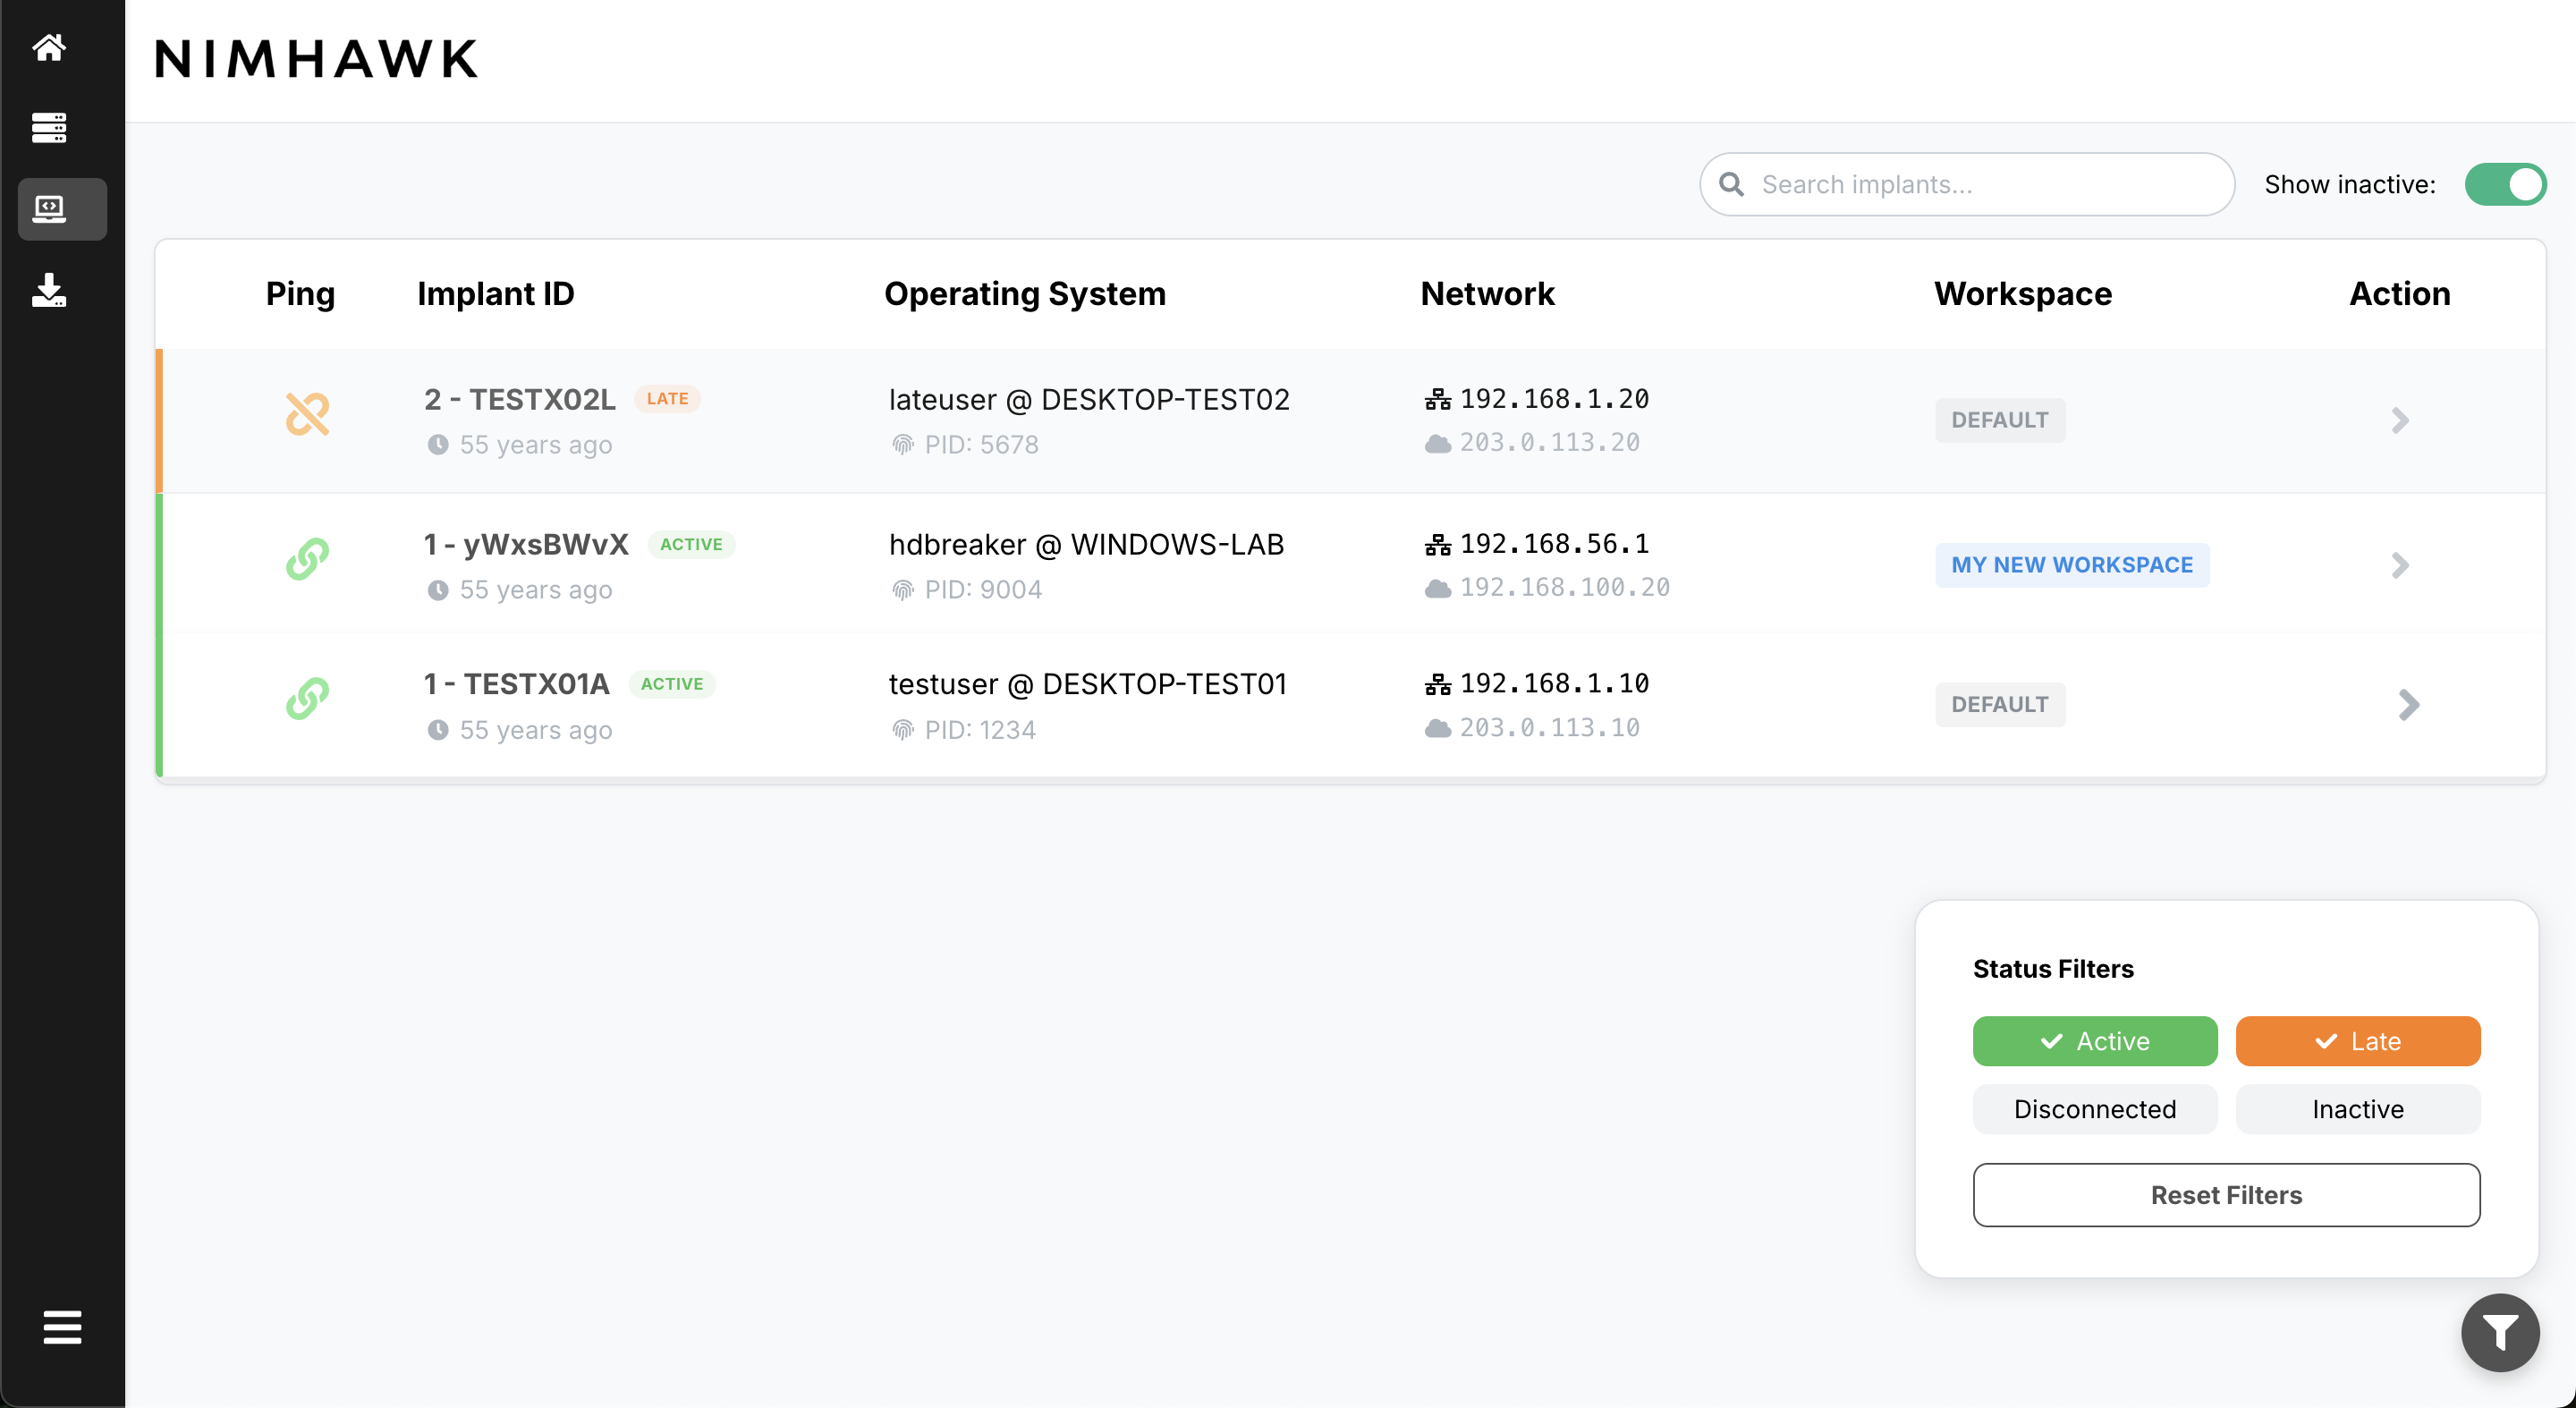 NIMHAWK
Search implants...
Show inactive:
Ping Implant ID Operating System Network Workspace Action
2 - TESTX02L LATE lateuser @ DESKTOP-TEST02 192.168.1.20 DEFAULT
55 years ago PID: 5678 203.0.113.20
1 - yWxsBWvX ACTIVE hdbreaker @ WINDOWS-LAB 192.168.56.1 MY NEW WORKSPACE
55 years ago PID: 9004 192.168.100.20
1 - TESTX01A ACTIVE testuser @ DESKTOP-TEST01 192.168.1.10 DEFAULT
55 years ago PID: 1234 203.0.113.10
Status Filters
Active Late
Disconnected Inactive
Reset Filters